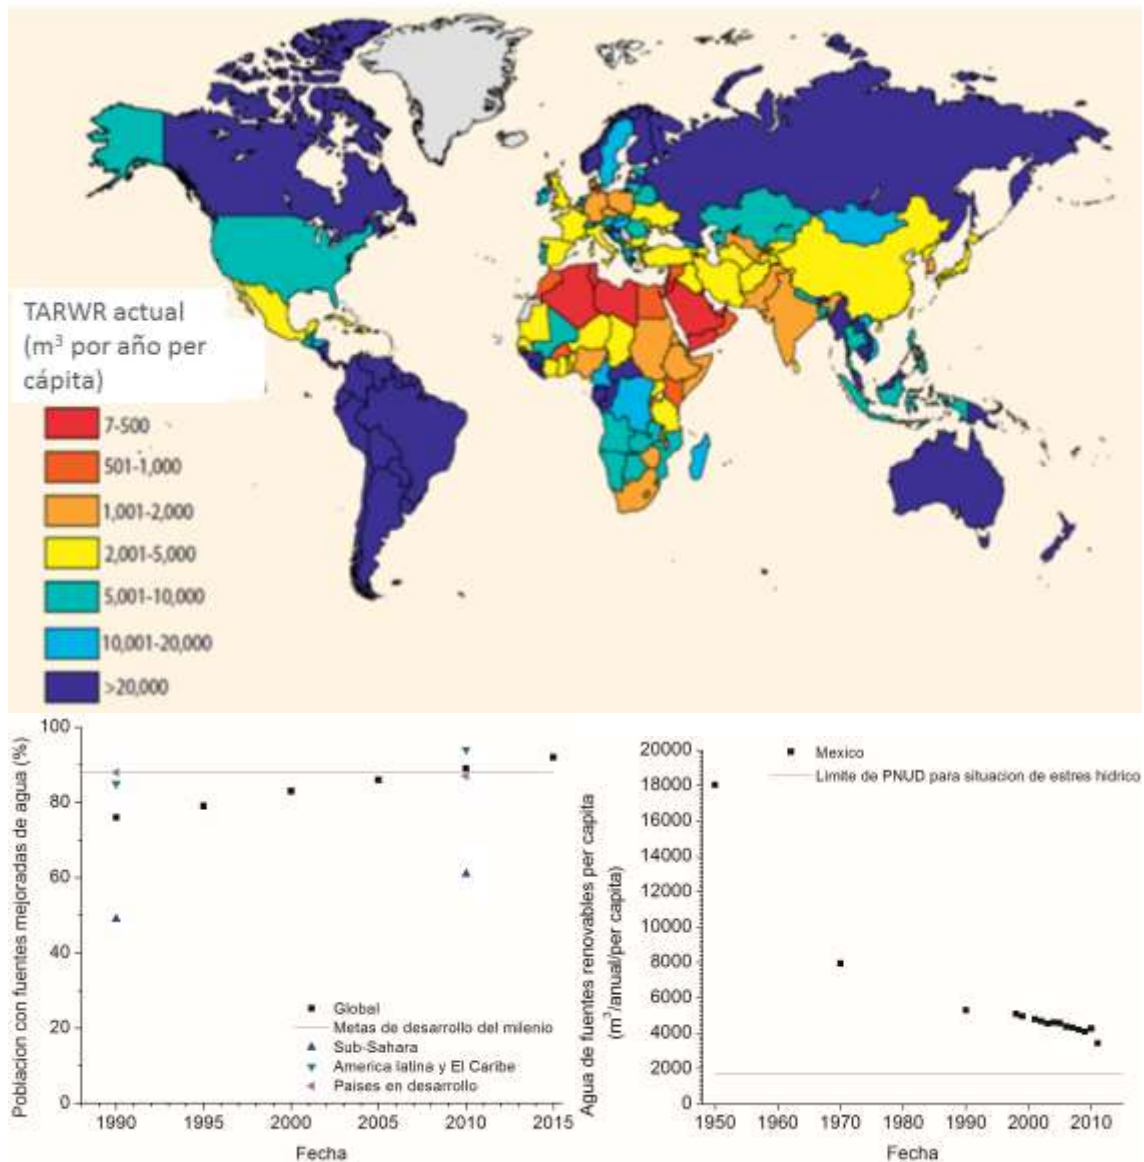 TARWR actual
(m³ por año per
cápita)
7-500
501-1,000
1,001-2,000
2,001-5,000
5,001-10,000
10,001-20,000
>20,000
Poblacion con fuentes mejoradas de agua (%)
100
80
60
40
20
0
Global
Metas de desarrollo del milenio
Sub-Sahara
America latina y El Caribe
Paises en desarrollo
1990
1995
2000
2005
2010
2015
Fecha
Agua de fuentes renovables per capita
(m³/anual/per capita)
20000
18000
16000
14000
12000
10000
8000
6000
4000
2000
0
Mexico
Limite de PNUD para situacion de estres hidrico
1950
1960
1970
1980
1990
2000
2010
Fecha